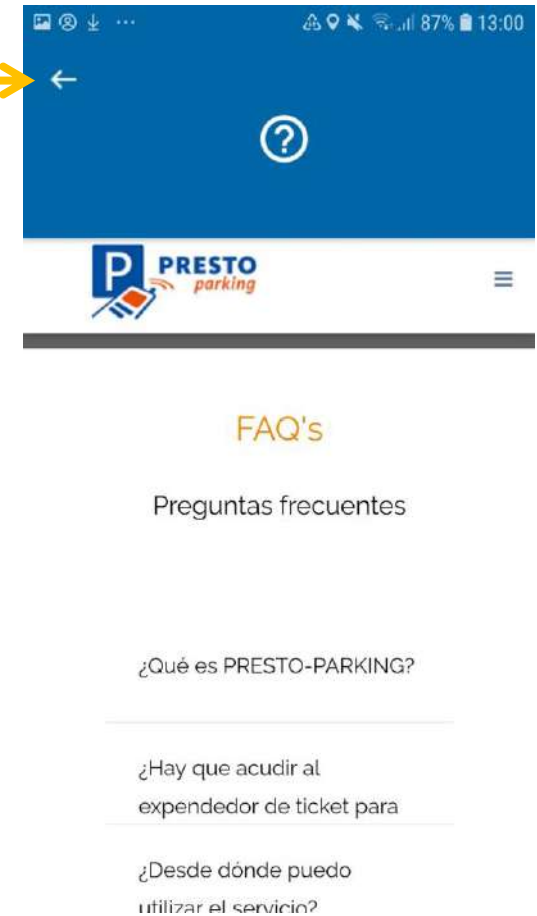 87% 13:00
P PRESTO
parking
FAQ's
Preguntas frecuentes
¿Qué es PRESTO-PARKING?
¿Hay que acudir al
expendedor de ticket para
¿Desde dónde puedo
utilizar el servicio?